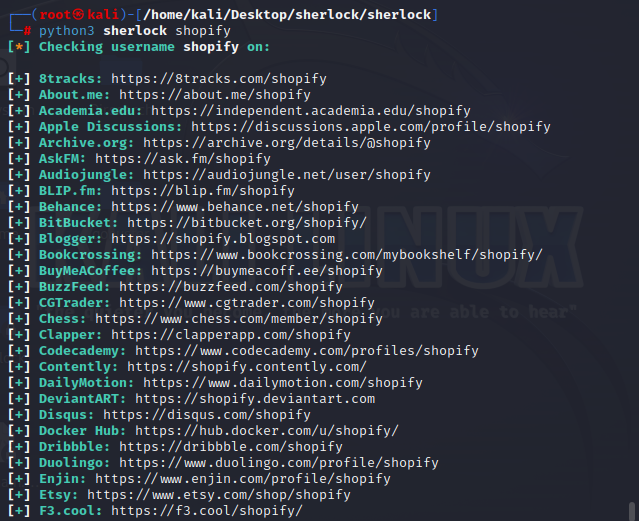 ┌──(root㉿kali)-[/home/kali/Desktop/sherlock/sherlock]
└─# python3 sherlock shopify
[*] Checking username shopify on:
[+] 8tracks: https://8tracks.com/shopify
[+] About.me: https://about.me/shopify
[+] Academia.edu: https://independent.academia.edu/shopify
[+] Apple Discussions: https://discussions.apple.com/profile/shopify
[+] Archive.org: https://archive.org/details/@shopify
[+] AskFM: https://ask.fm/shopify
[+] Audiojungle: https://audiojungle.net/user/shopify
[+] BLIP.fm: https://blip.fm/shopify
[+] Behance: https://www.behance.net/shopify
[+] BitBucket: https://bitbucket.org/shopify/
[+] Blogger: https://shopify.blogspot.com
[+] Bookcrossing: https://www.bookcrossing.com/mybookshelf/shopify/
[+] BuyMeACoffee: https://buymeacoff.ee/shopify
[+] BuzzFeed: https://buzzfeed.com/shopify
[+] CGTrader: https://www.cgtrader.com/shopify
[+] Chess: https://www.chess.com/member/shopify
[+] Clapper: https://clapperapp.com/shopify
[+] Codecademy: https://www.codecademy.com/profiles/shopify
[+] Contently: https://shopify.contently.com/
[+] DailyMotion: https://www.dailymotion.com/shopify
[+] DeviantART: https://shopify.deviantart.com
[+] Disqus: https://disqus.com/shopify
[+] Docker Hub: https://hub.docker.com/u/shopify/
[+] Dribbble: https://dribbble.com/shopify
[+] Duolingo: https://www.duolingo.com/profile/shopify
[+] Enjin: https://www.enjin.com/profile/shopify
[+] Etsy: https://www.etsy.com/shop/shopify
[+] F3.cool: https://f3.cool/shopify/